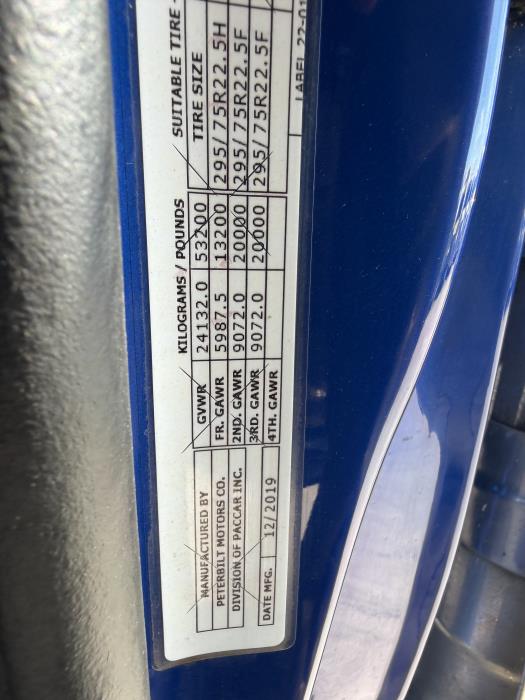 MANUFACTURED BY
PETERBILT MOTORS CO.
DIVISION OF PACCAR INC.
DATE MFG. 12/2019
KILOGRAMS / POUNDS SUITABLE TIRE -
TIRE SIZE
GVWR 24132.0 53200
FR. GAWR 5987.5 13200 295/75R22.5H
2ND. GAWR 9072.0 20000 295/75R22.5F
3RD. GAWR 9072.0 20000 295/75R22.5F
4TH. GAWR
LABEL 22-01